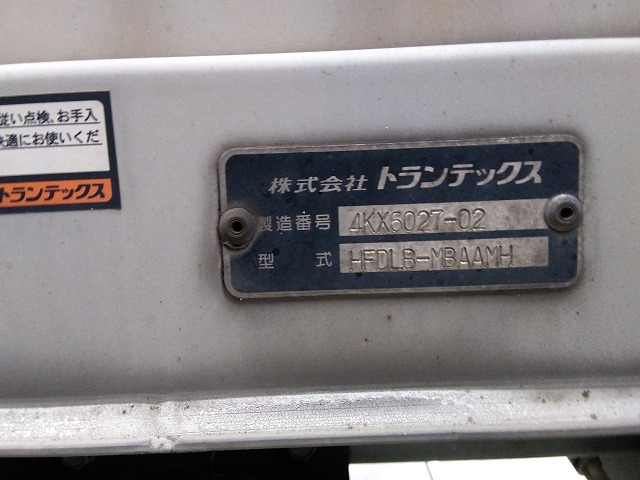 従い点検、お手入
快適にお使いくだ
トランテックス
株式会社 トランテックス
製造番号 4KX6027-02
型式 HFDLB-MBAAMH